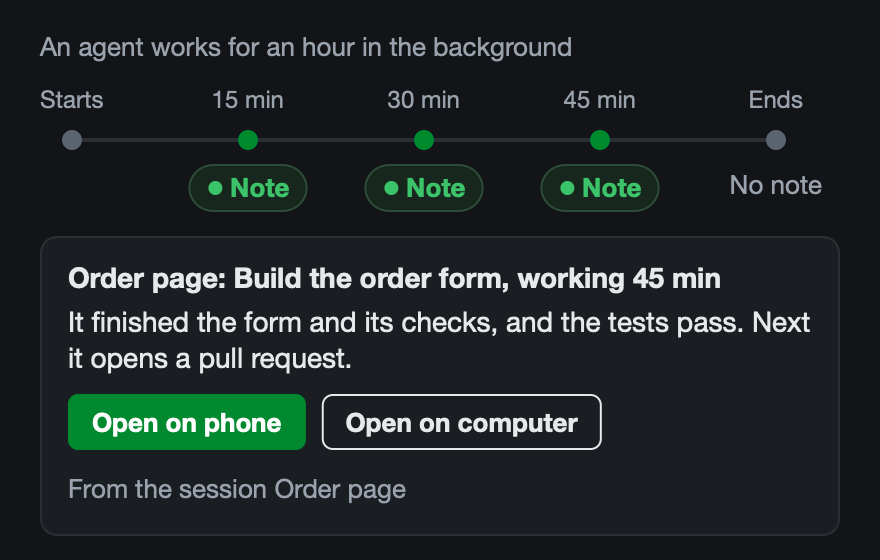 An agent works for an hour in the background
Starts 15 min 30 min 45 min Ends
Note Note Note No note
Order page: Build the order form, working 45 min
It finished the form and its checks, and the tests pass. Next
it opens a pull request.
Open on phone Open on computer
From the session Order page